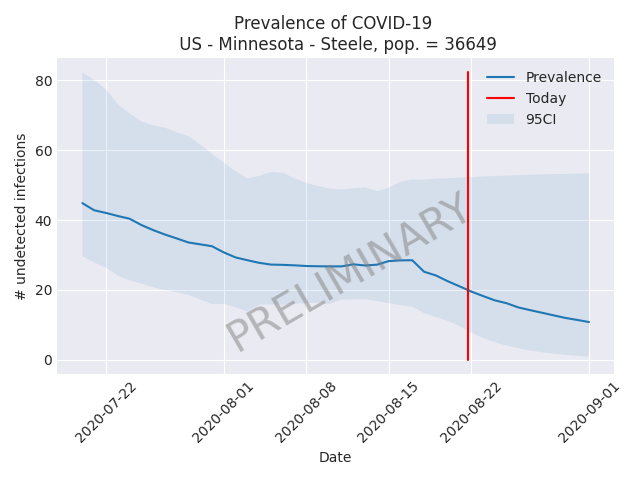 Prevalence of COVID-19
US - Minnesota - Steele, pop. = 36649
# undetected infections
80
60
40
20
0
Prevalence
Today
95CI
PRELIMINARY
2020-07-22
2020-08-01
2020-08-08
2020-08-15
2020-08-22
2020-09-01
Date